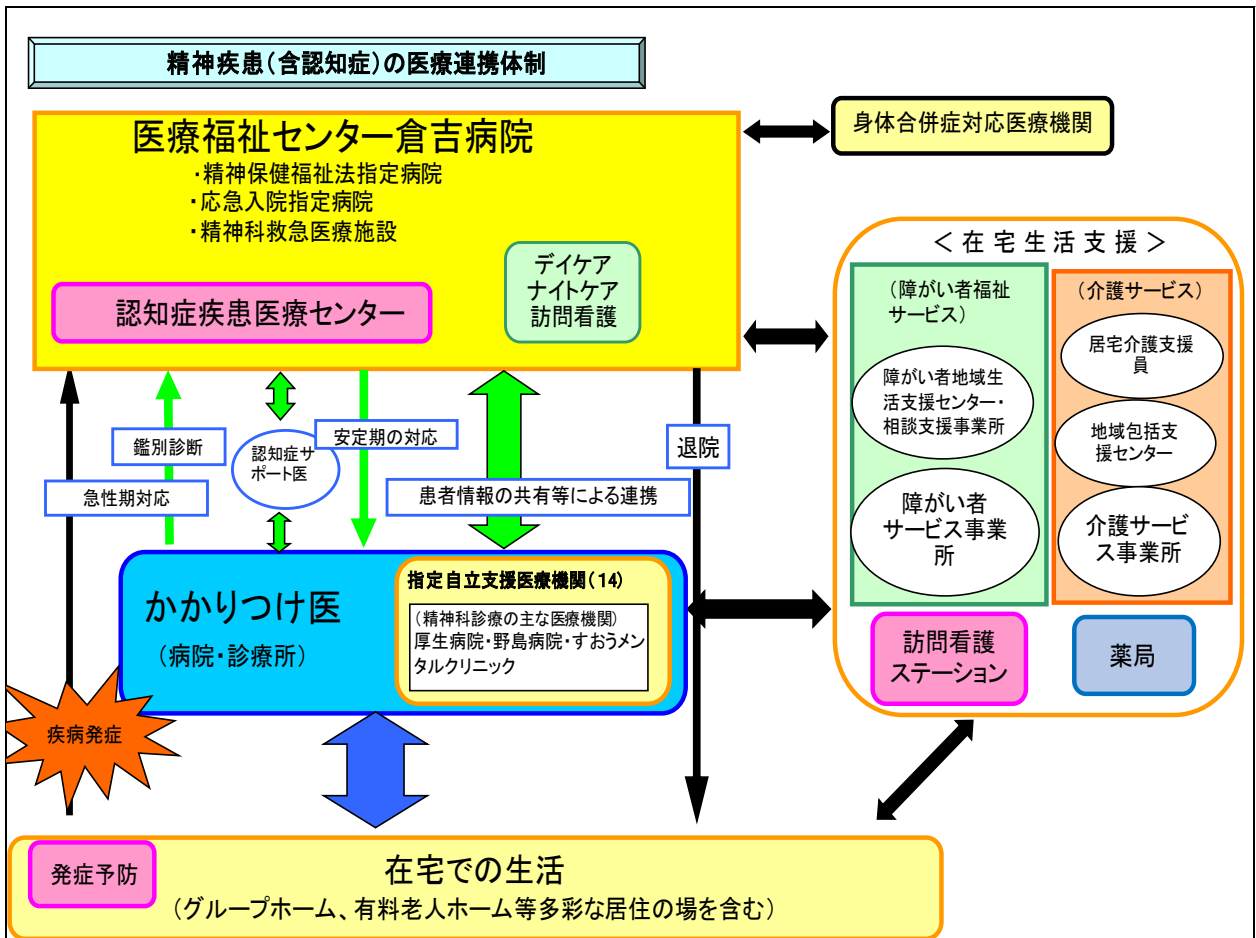 精神疾患(含認知症)の医療連携体制
医療福祉センター倉吉病院
・精神保健福祉法指定病院
・応急入院指定病院
・精神科救急医療施設
認知症疾患医療センター
デイケア
ナイトケア
訪問看護
身体合併症対応医療機関
＜在宅生活支援＞
(障がい者福祉
サービス)
障がい者地域生
活支援センター・
相談支援事業所
障がい者
サービス事業
所
(介護サービス)
居宅介護支援
員
地域包括支
援センター
介護サービ
ス事業所
訪問看護
ステーション
薬局
急性期対応
鑑別診断
認知症サ
ポート医
安定期の対応
患者情報の共有等による連携
退院
かかりつけ医
(病院・診療所)
指定自立支援医療機関(14)
(精神科診療の主な医療機関)
厚生病院・野島病院・すおうメン
タルクリニック
疾病発症
発症予防
在宅での生活
(グループホーム、有料老人ホーム等多彩な居住の場を含む)